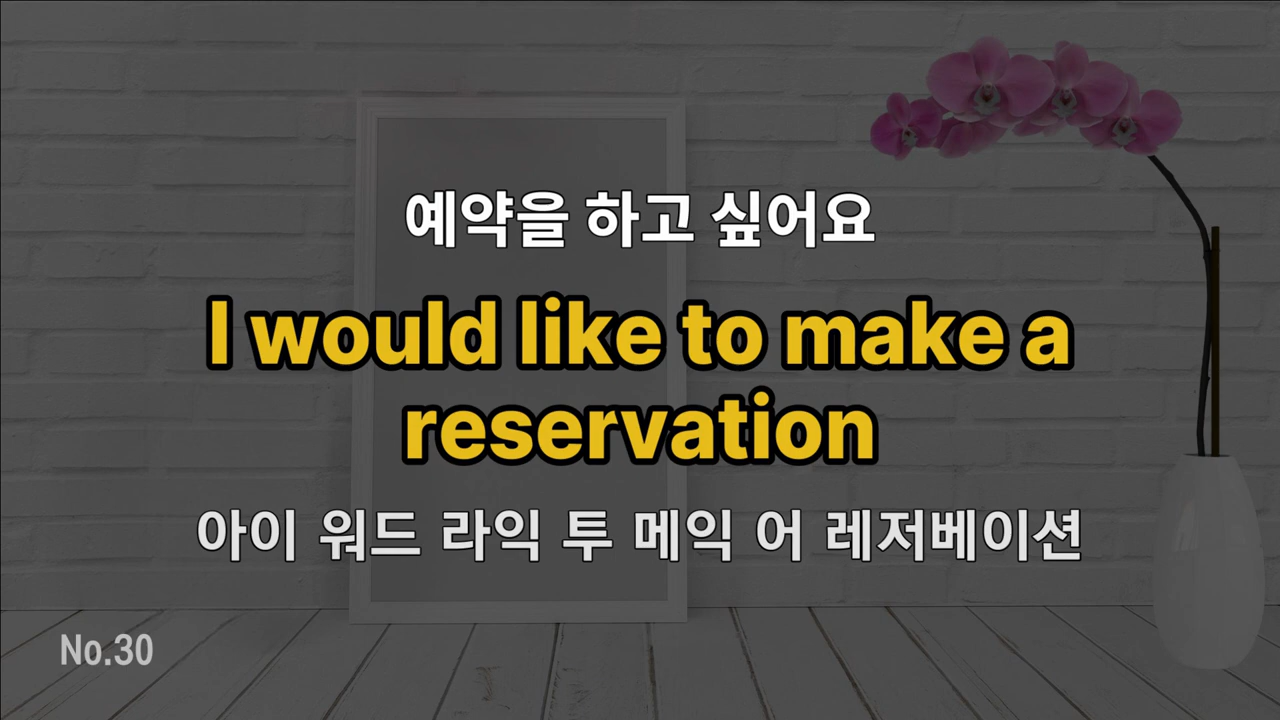 예약을 하고 싶어요
I would like to make a
reservation
아이 워드 라익 투 메익 어 레저베이션
No.30